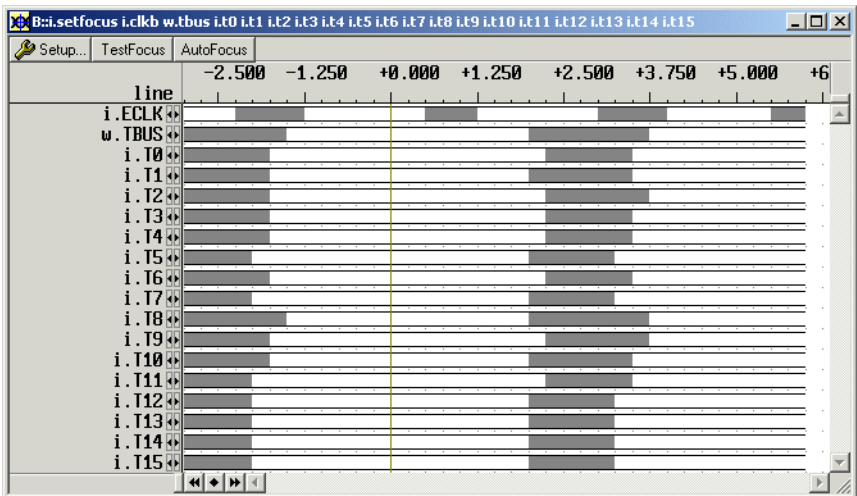 B::i.setfocus i.clkb w.tbus i.t0 i.t1 i.t2 i.t3 i.t4 i.t5 i.t6 i.t7 i.t8 i.t9 i.t10 i.t11 i.t12 i.t13 i.t14 i.t15
Setup... TestFocus AutoFocus
-2.500 -1.250 +0.000 +1.250 +2.500 +3.750 +5.000 +6
line
i.ECLK
w.TBUS
i.T0
i.T1
i.T2
i.T3
i.T4
i.T5
i.T6
i.T7
i.T8
i.T9
i.T10
i.T11
i.T12
i.T13
i.T14
i.T15